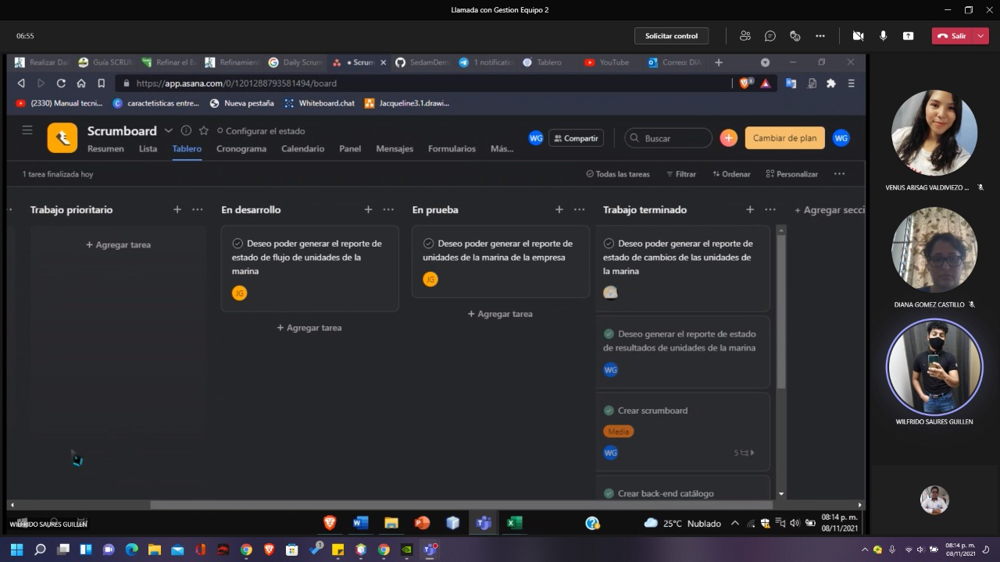 Llamada con Gestion Equipo 2
06:55
Solicitar control
Salir
Realizar Dai
Guía SCRUM
Refinar el B
Refinamien
Daily Scrum
Scrum
SedamDem
1 notificati
Tablero
YouTube
Correo: DIA
https://app.asana.com/0/1201288793581494/board
(2330) Manual tecni...
caractetisticas entre...
Nueva pestaña
Whiteboard.chat
Jacqueline3.1.drawi...
Scrumboard
Configurar el estado
Resumen
Lista
Tablero
Cronograma
Calendario
Panel
Mensajes
Formularios
Más...
WG
Compartir
Buscar
Cambiar de plan
WG
1 tarea finalizada hoy
Todas las tareas
Filtrar
Ordenar
Personalizar
Trabajo prioritario
+ Agregar tarea
En desarrollo
Deseo poder generar el reporte de
estado de flujo de unidades de la
marina
JG
+ Agregar tarea
En prueba
Deseo poder generar el reporte de
unidades de la marina de la empresa
JG
+ Agregar tarea
Trabajo terminado
Deseo poder generar el reporte de
estado de cambios de las unidades de
la marina
Deseo generar el reporte de estado
de resultados de unidades de la marina
WG
Crear scrumboard
Media
WG
5
Crear back-end catálogo
+ Agregar secci
VENUS ABISAG VALDIVIEZO ...
DIANA GOMEZ CASTILLO
WILFRIDO SAURES GUILLEN
WILFRIDO SAURES GUILLEN
25°C Nublado
08:14 p. m.
08/11/2021
08:14 p. m.
08/11/2021